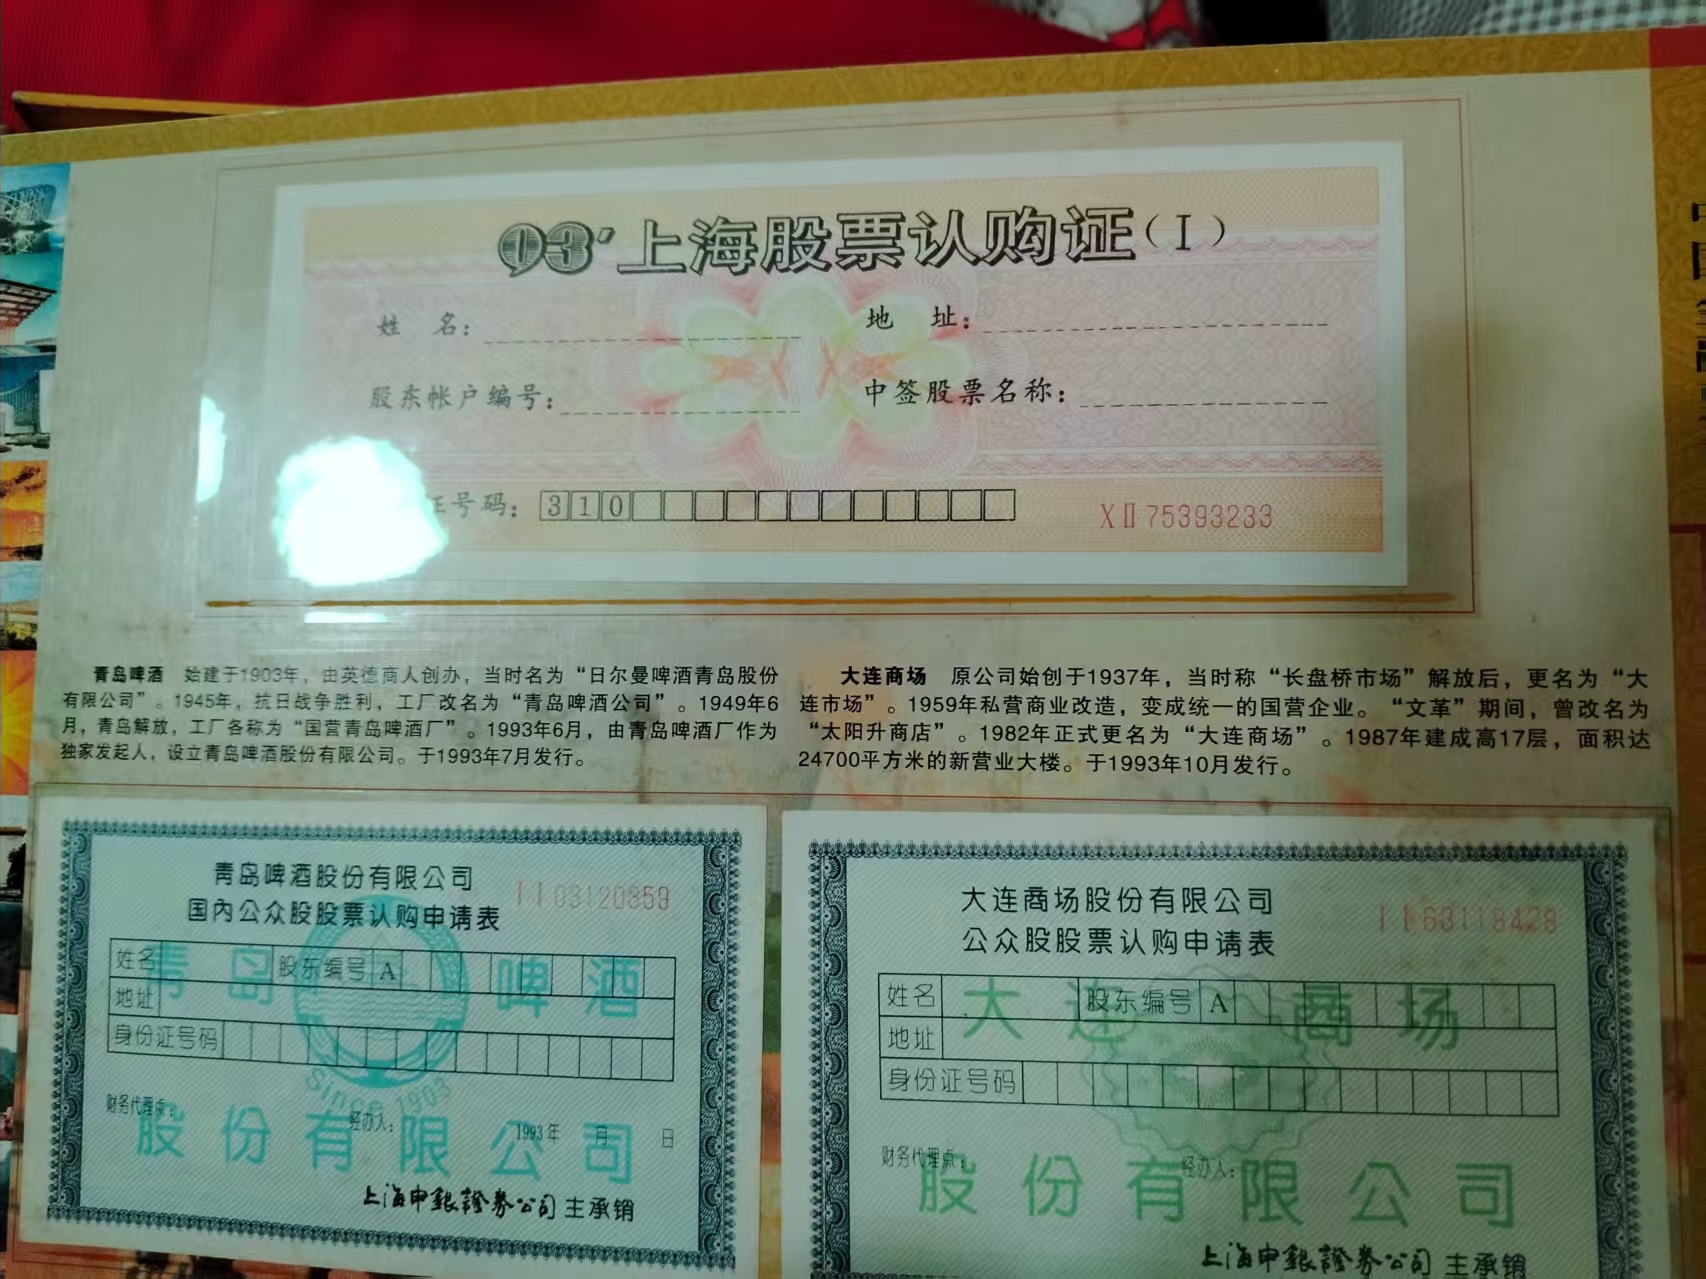 93'上海股票认购证（Ⅰ）
姓 名：
地 址：
股东帐户编号：
中签股票名称：
证号码：310
XⅡ75393233
青岛啤酒 始建于1903年，由英德商人创办，当时名为“日尔曼啤酒青岛股份
有限公司”。1945年，抗日战争胜利，工厂改名为“青岛啤酒公司”。1949年6
月，青岛解放，工厂各称为“国营青岛啤酒厂”。1993年6月，由青岛啤酒厂作为
独家发起人，设立青岛啤酒股份有限公司。于1993年7月发行。
大连商场 原公司始创于1937年，当时称“长盘桥市场”解放后，更名为“大
连市场”。1959年私营商业改造，变成统一的国营企业。“文革”期间，曾改名为
“太阳升商店”。1982年正式更名为“大连商场”。1987年建成高17层，面积达
24700平方米的新营业大楼。于1993年10月发行。
青岛啤酒股份有限公司
国内公众股股票认购申请表
1103120359
姓名
股东编号 A
地址
身份证号码
青岛啤酒
Since 1903
股份有限公司
财务代理点：
经办人：
1993年 月 日
上海申銀證券公司 主承销
大连商场股份有限公司
公众股股票认购申请表
1163118428
姓名
股东编号 A
地址
身份证号码
大连商场
股份有限公司
财务代理点：
经办人：
上海申銀證券公司 主承销